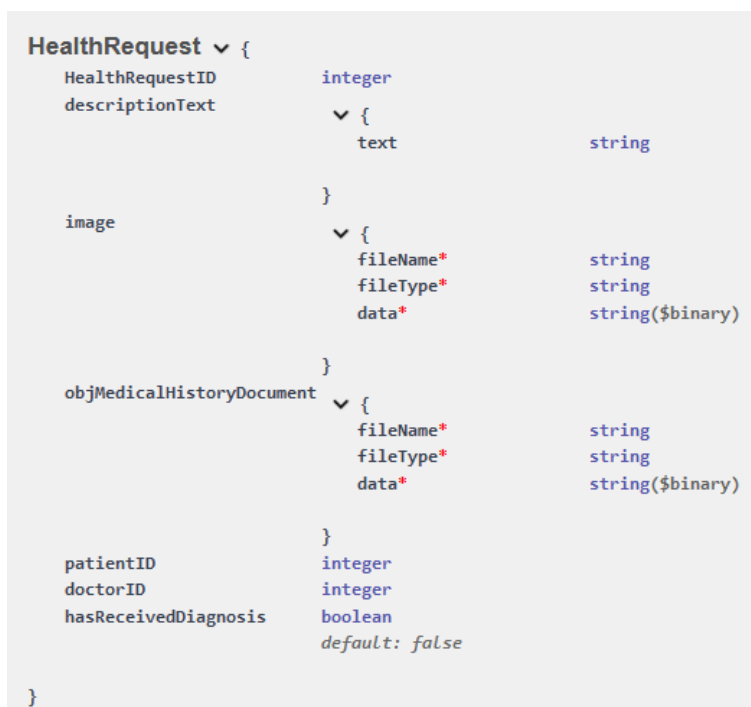 HealthRequest {
HealthRequestID integer
descriptionText {
text string
}
image {
fileName* string
fileType* string
data* string($binary)
}
objMedicalHistoryDocument {
fileName* string
fileType* string
data* string($binary)
}
patientID integer
doctorID integer
hasReceivedDiagnosis boolean
default: false
}